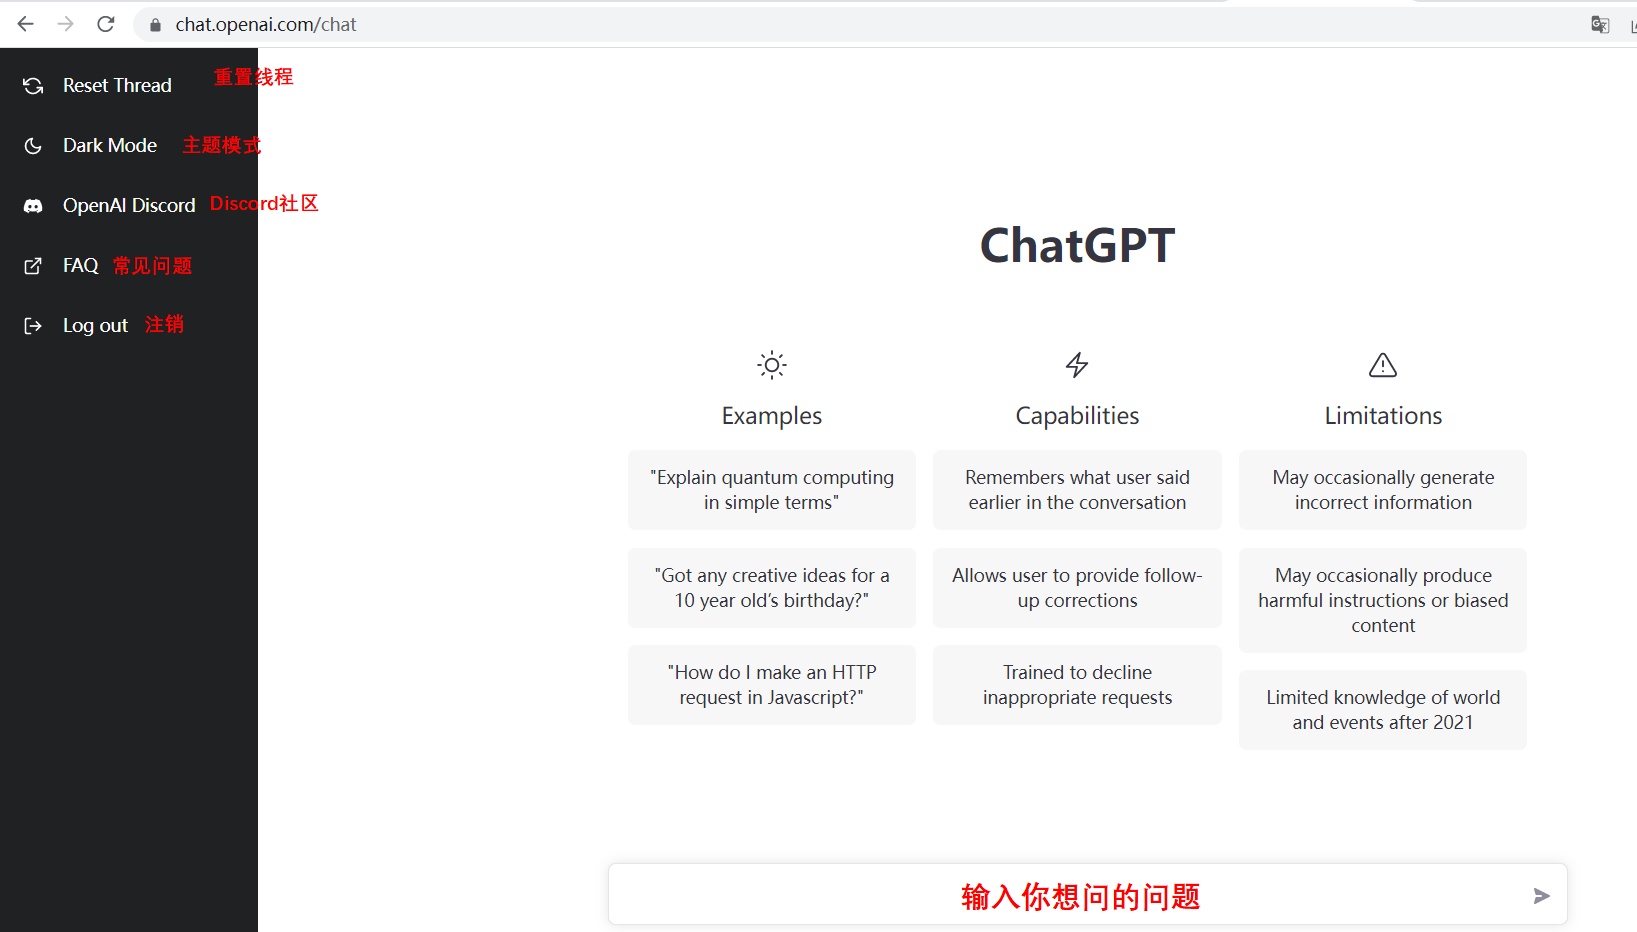 chat.openai.com/chat
Reset Thread 重置线程
Dark Mode 主题模式
OpenAI Discord Discord社区
FAQ 常见问题
Log out 注销
ChatGPT
Examples
"Explain quantum computing
in simple terms"
"Got any creative ideas for a
10 year old’s birthday?"
"How do I make an HTTP
request in Javascript?"
Capabilities
Remembers what user said
earlier in the conversation
Allows user to provide follow-
up corrections
Trained to decline
inappropriate requests
Limitations
May occasionally generate
incorrect information
May occasionally produce
harmful instructions or biased
content
Limited knowledge of world
and events after 2021
输入你想问的问题